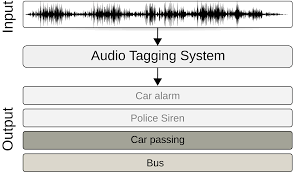 Input
Audio Tagging System
Output
Car alarm
Police Siren
Car passing
Bus